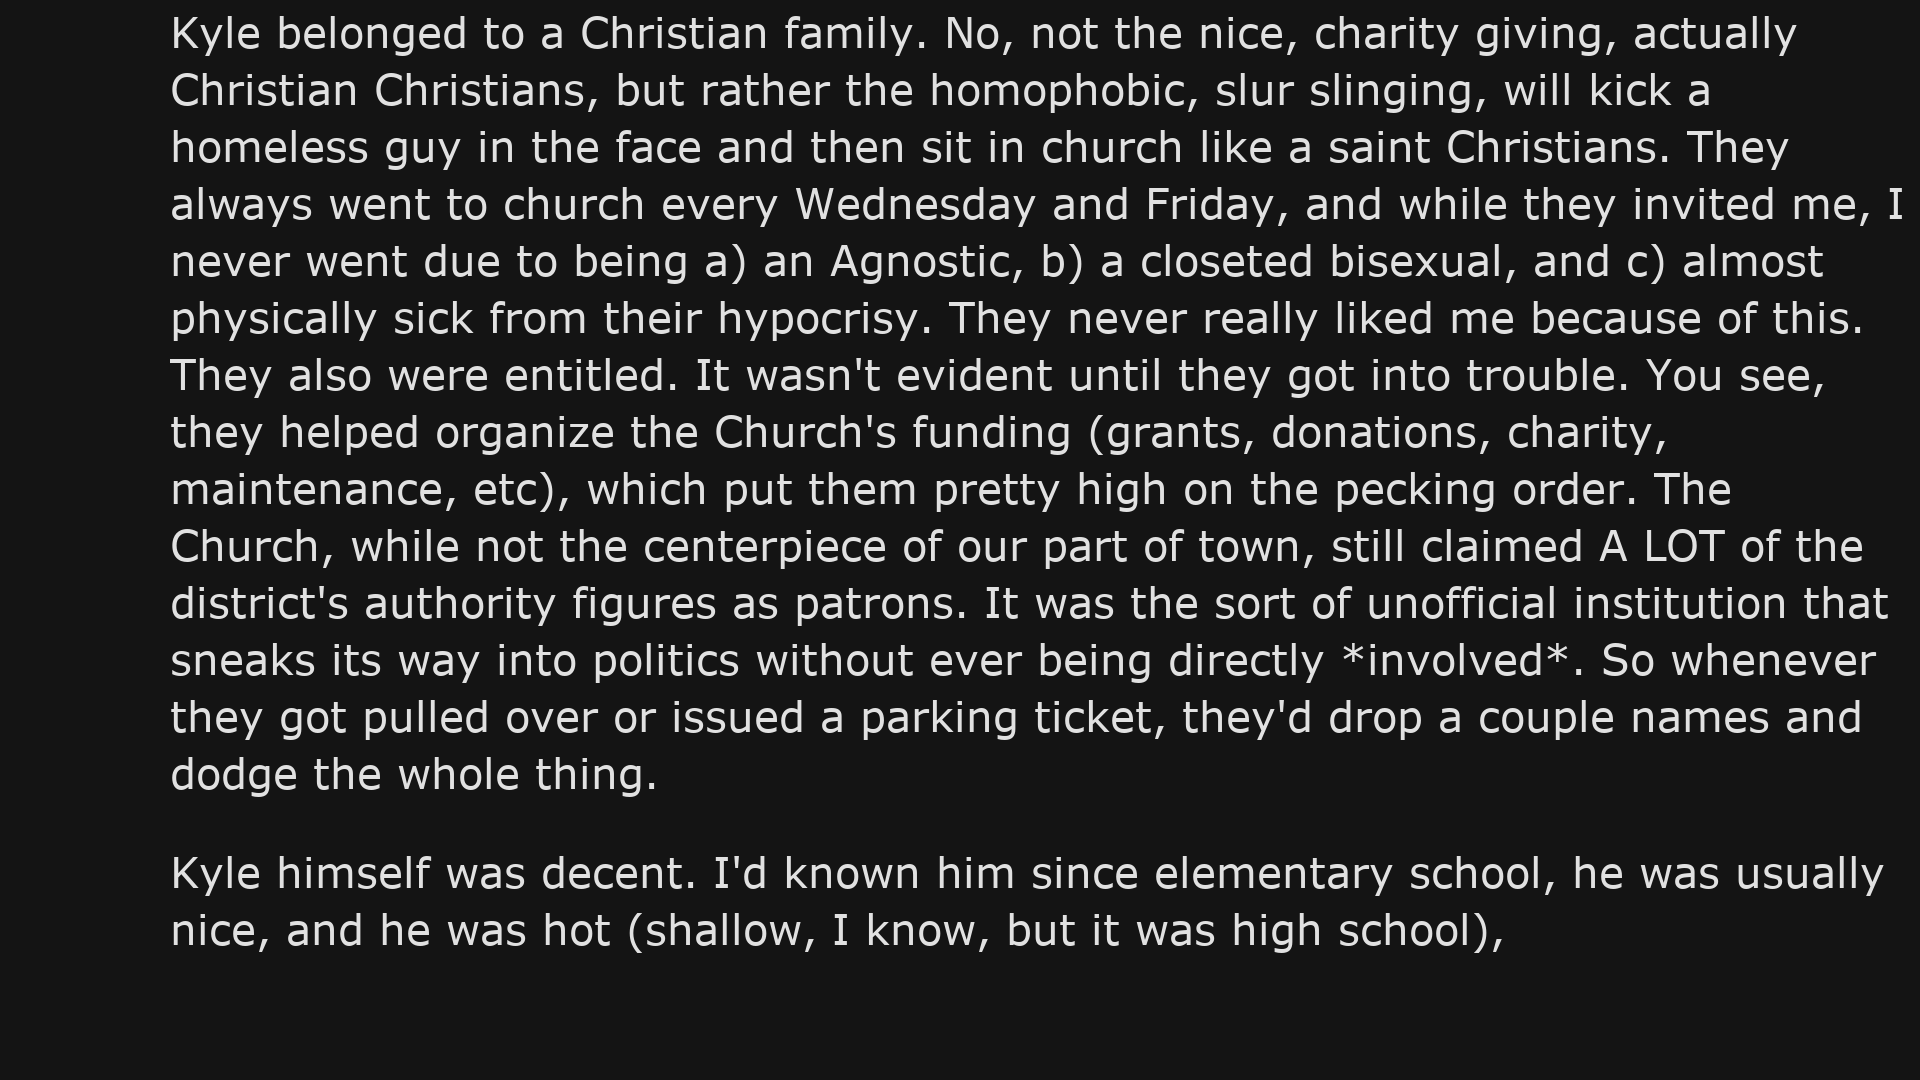 Kyle belonged to a Christian family. No, not the nice, charity giving, actually
Christian Christians, but rather the homophobic, slur slinging, will kick a
homeless guy in the face and then sit in church like a saint Christians. They
always went to church every Wednesday and Friday, and while they invited me, I
never went due to being a) an Agnostic, b) a closeted bisexual, and c) almost
physically sick from their hypocrisy. They never really liked me because of this.
They also were entitled. It wasn't evident until they got into trouble. You see,
they helped organize the Church's funding (grants, donations, charity,
maintenance, etc), which put them pretty high on the pecking order. The
Church, while not the centerpiece of our part of town, still claimed A LOT of the
district's authority figures as patrons. It was the sort of unofficial institution that
sneaks its way into politics without ever being directly *involved*. So whenever
they got pulled over or issued a parking ticket, they'd drop a couple names and
dodge the whole thing.
Kyle himself was decent. I'd known him since elementary school, he was usually
nice, and he was hot (shallow, I know, but it was high school),